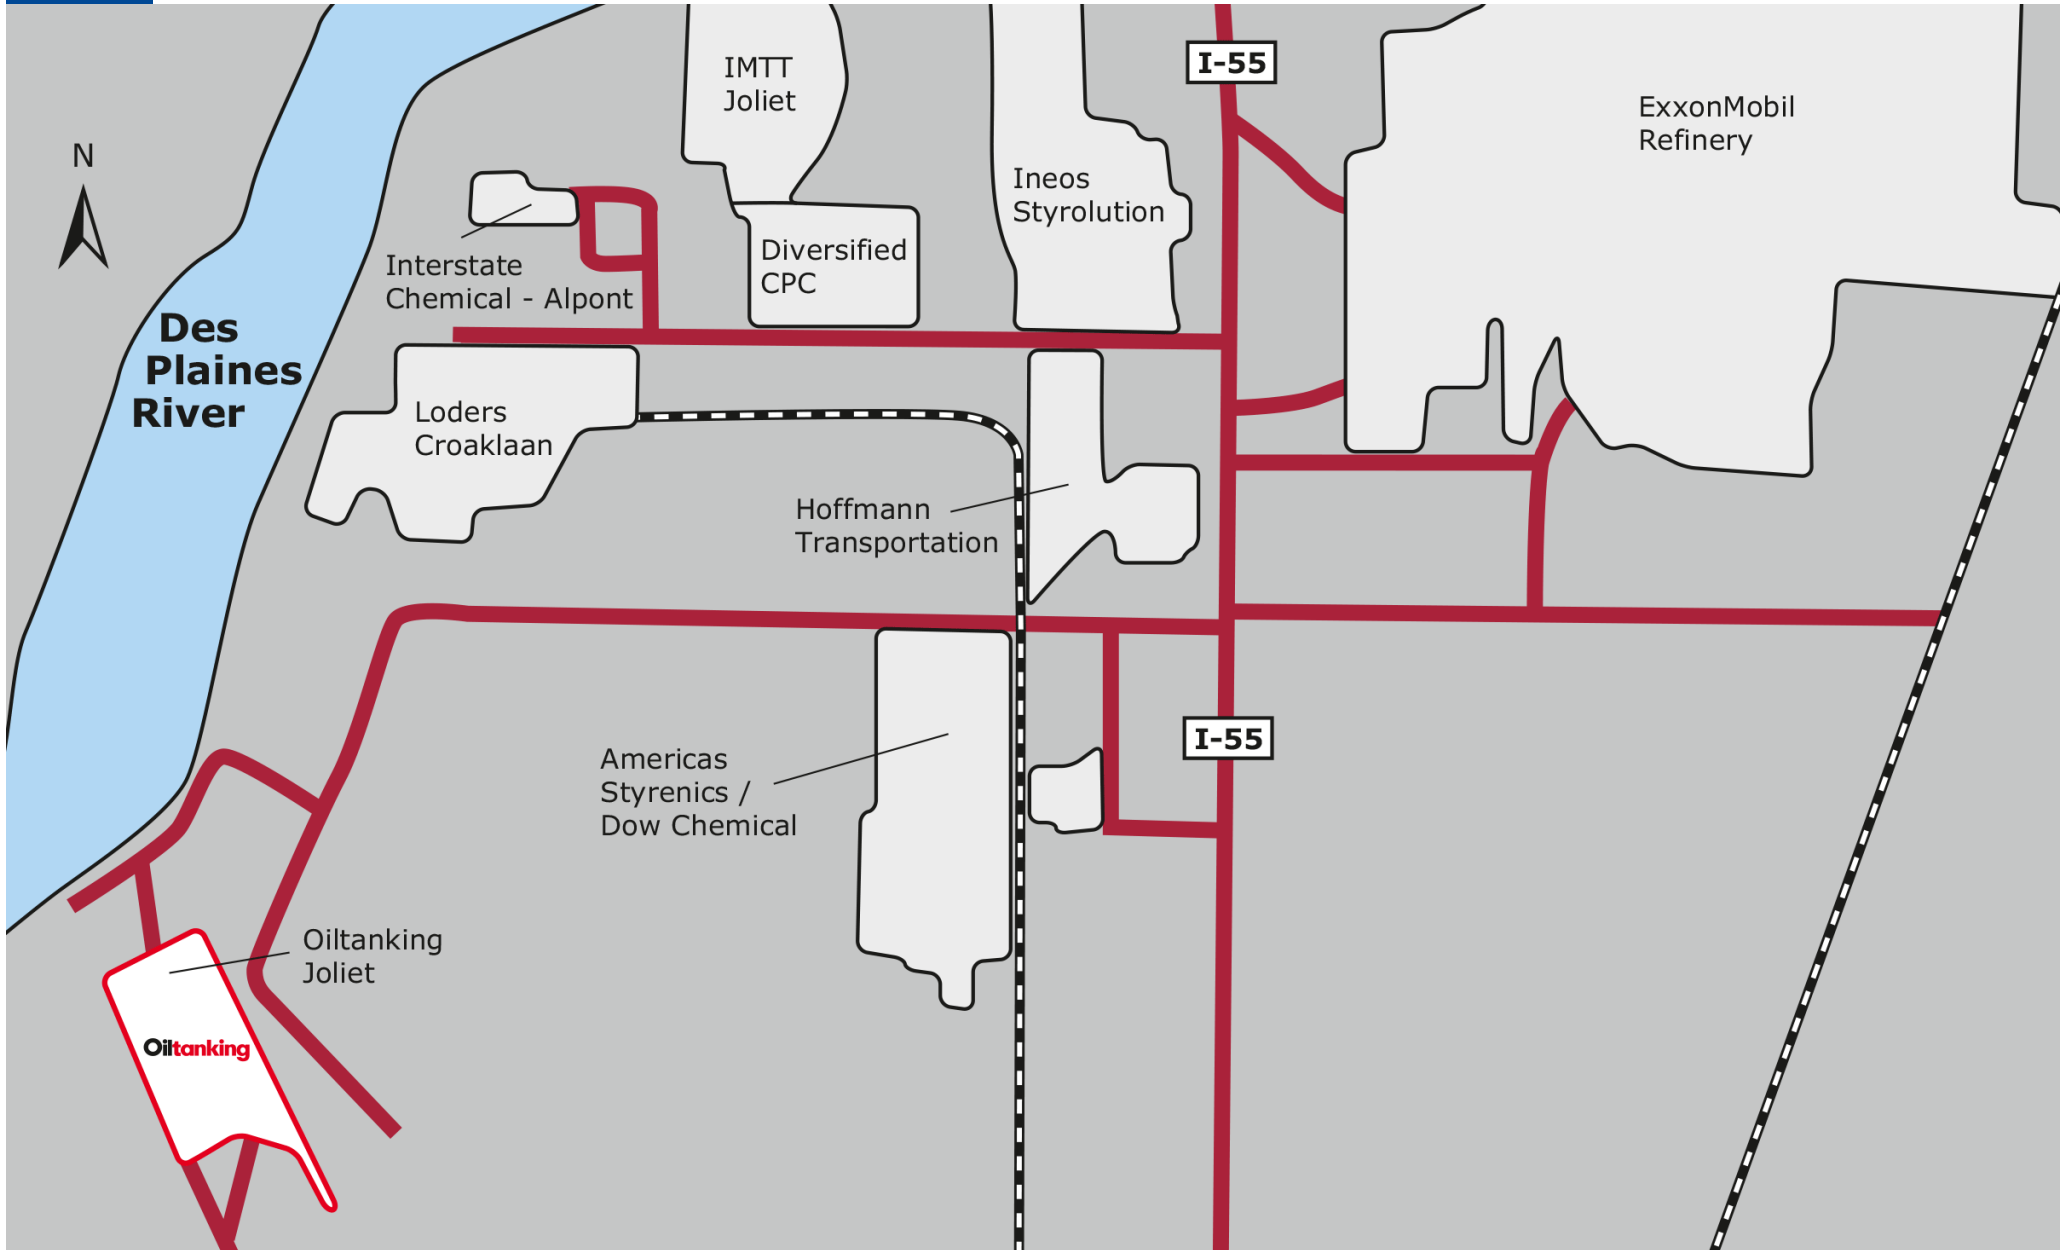 I-55
IMTT
Joliet
ExxonMobil
Refinery
N
Ineos
Styrolution
Diversified
CPC
Interstate
Chemical - Alpont
Des
Plaines
River
Loders
Croaklaan
Hoffmann
Transportation
I-55
Americas
Styrenics /
Dow Chemical
Oiltanking
Joliet
Oiltanking